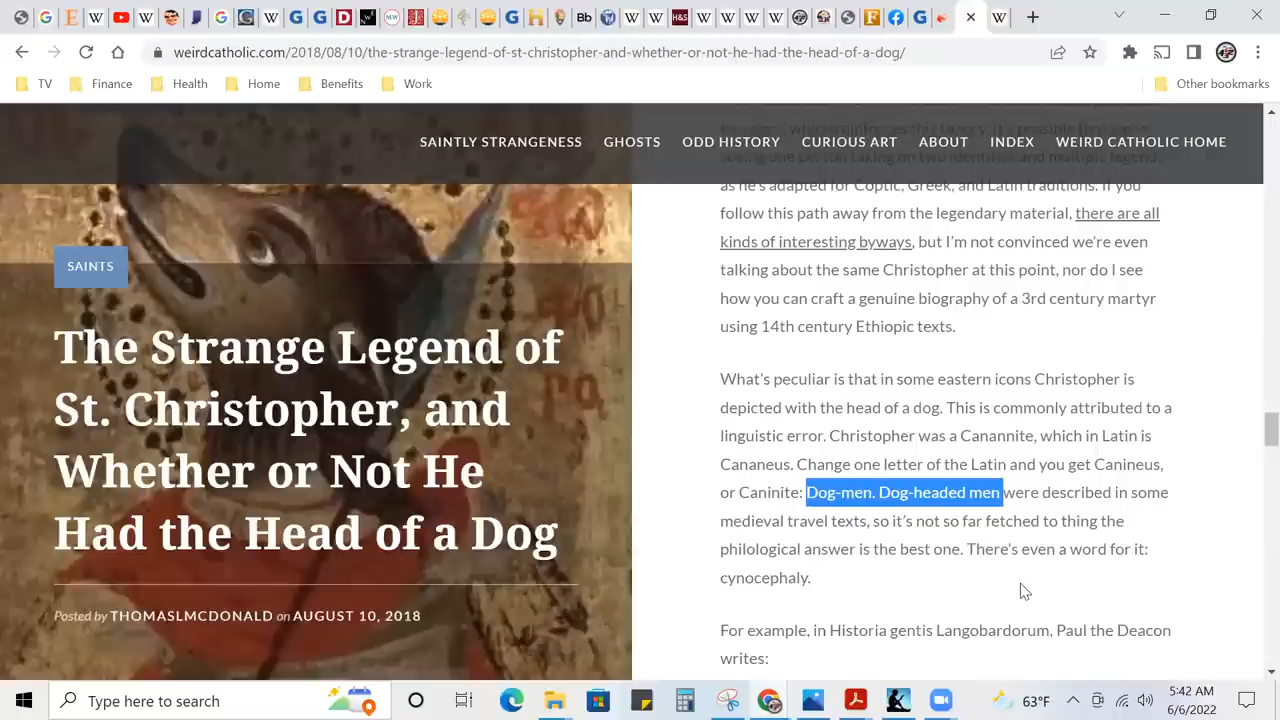 weirdcatholic.com/2018/08/10/the-strange-legend-of-st-christopher-and-whether-or-not-he-had-the-head-of-a-dog/
TV Finance Health Home Benefits Work Other bookmarks
SAINTLY STRANGENESS GHOSTS ODD HISTORY CURIOUS ART ABOUT INDEX WEIRD CATHOLIC HOME
SAINTS
The Strange Legend of
St. Christopher, and
Whether or Not He
Had the Head of a Dog
Posted by THOMASLMCDONALD on AUGUST 10, 2018
as he's adapted for Coptic, Greek, and Latin traditions. If you
follow this path away from the legendary material, there are all
kinds of interesting byways, but I'm not convinced we're even
talking about the same Christopher at this point, nor do I see
how you can craft a genuine biography of a 3rd century martyr
using 14th century Ethiopic texts.
What's peculiar is that in some eastern icons Christopher is
depicted with the head of a dog. This is commonly attributed to a
linguistic error. Christopher was a Canannite, which in Latin is
Cananeus. Change one letter of the Latin and you get Canineus,
or Caninite: Dog-men. Dog-headed men were described in some
medieval travel texts, so it's not so far fetched to thing the
philological answer is the best one. There's even a word for it:
cynocephaly.
For example, in Historia gentis Langobardorum, Paul the Deacon
writes:
Type here to search
63°F
5:42 AM
6/6/2022